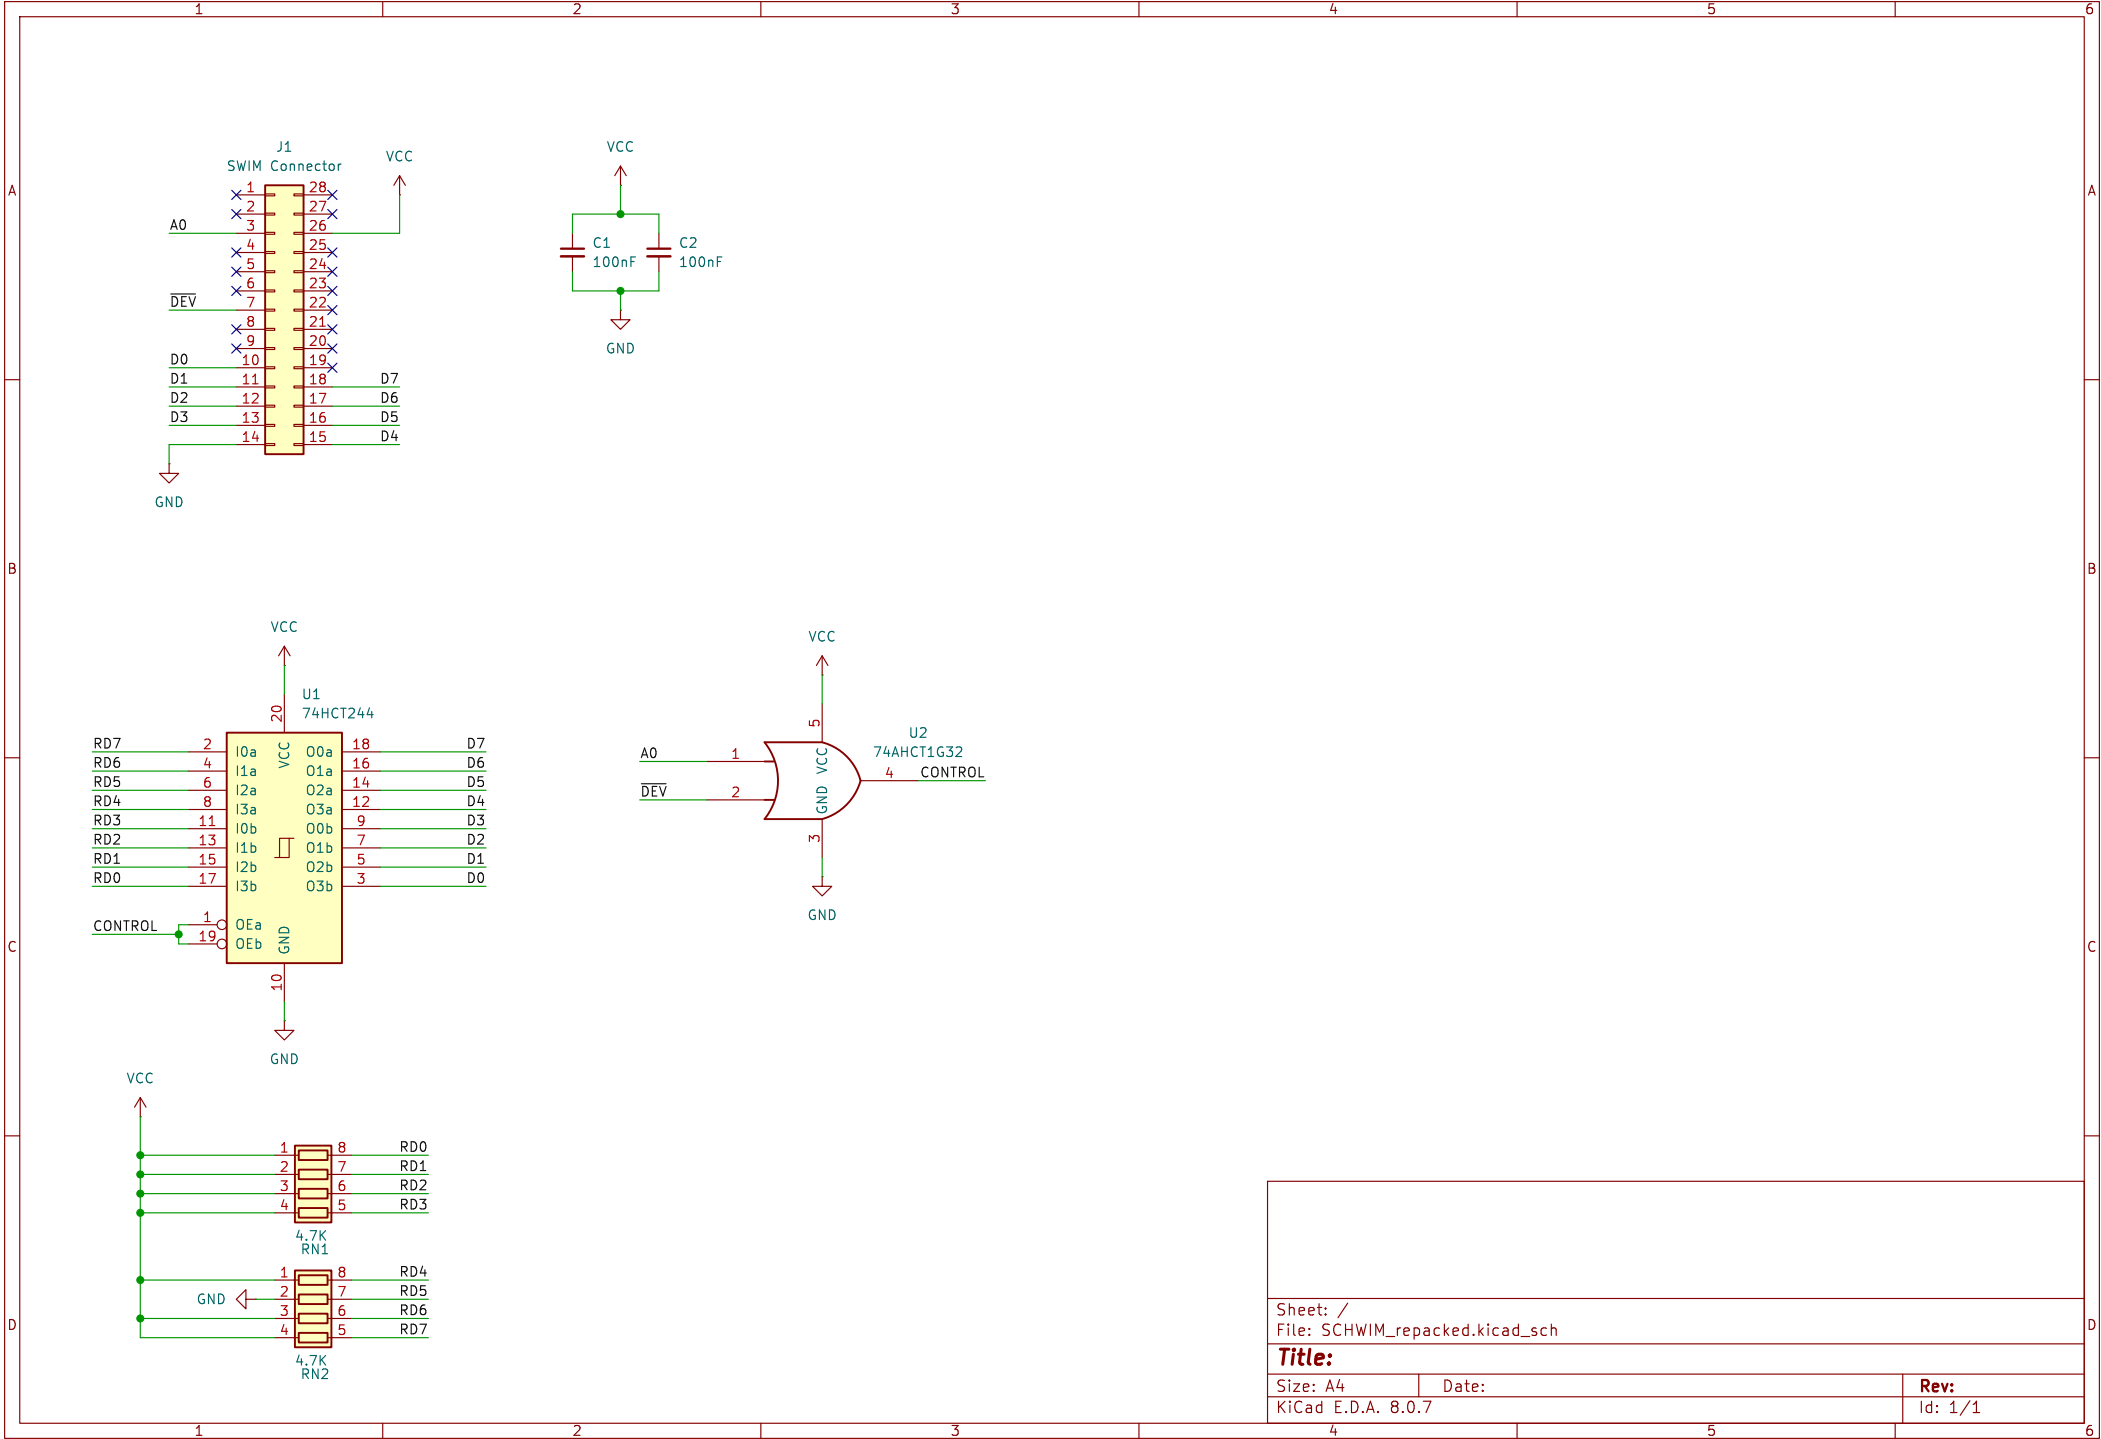 1 2 3 4 5 6
A A
B B
C C
D D
J1
SWIM Connector
VCC
1 28
2 27
A0 3 26
4 25
5 24
6 23
DEV 7 22
8 21
9 20
D0 10 19
D1 11 18 D7
D2 12 17 D6
D3 13 16 D5
14 15 D4
GND
VCC
C1
100nF
C2
100nF
GND
VCC
U1
74HCT244
20
VCC
RD7 2 I0a O0a 18 D7
RD6 4 I1a O1a 16 D6
RD5 6 I2a O2a 14 D5
RD4 8 I3a O3a 12 D4
RD3 11 I0b O0b 9 D3
RD2 13 I1b O1b 7 D2
RD1 15 I2b O2b 5 D1
RD0 17 I3b O3b 3 D0
CONTROL
1 OEa
19 OEb
GND
10
GND
VCC
5
U2
74AHCT1G32
A0 1 VCC
4 CONTROL
DEV 2 GND
3
GND
VCC
1 8 RD0
2 7 RD1
3 6 RD2
4 5 RD3
4.7K
RN1
1 8 RD4
GND 2 7 RD5
3 6 RD6
4 5 RD7
4.7K
RN2
Sheet: /
File: SCHWIM_repacked.kicad_sch
Title:
Size: A4 Date: Rev:
KiCad E.D.A. 8.0.7 Id: 1/1
1 2 3 4 5 6